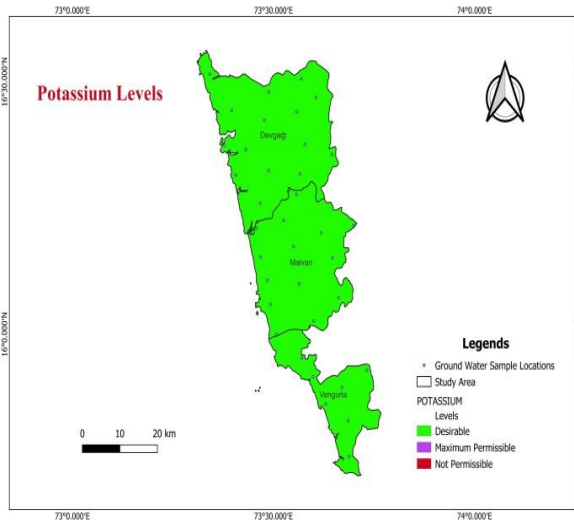 73°0.000'E 73°30.000'E 74°0.000'E
16°30.000'N
Potassium Levels
Devgad
Malvan
16°0.000'N
Legends
Ground Water Sample Locations
Study Area
POTASSIUM
Levels
Desirable
Maximum Permissible
Not Permissible
Vengurla
0 10 20 km
73°0.000'E 73°30.000'E 74°0.000'E